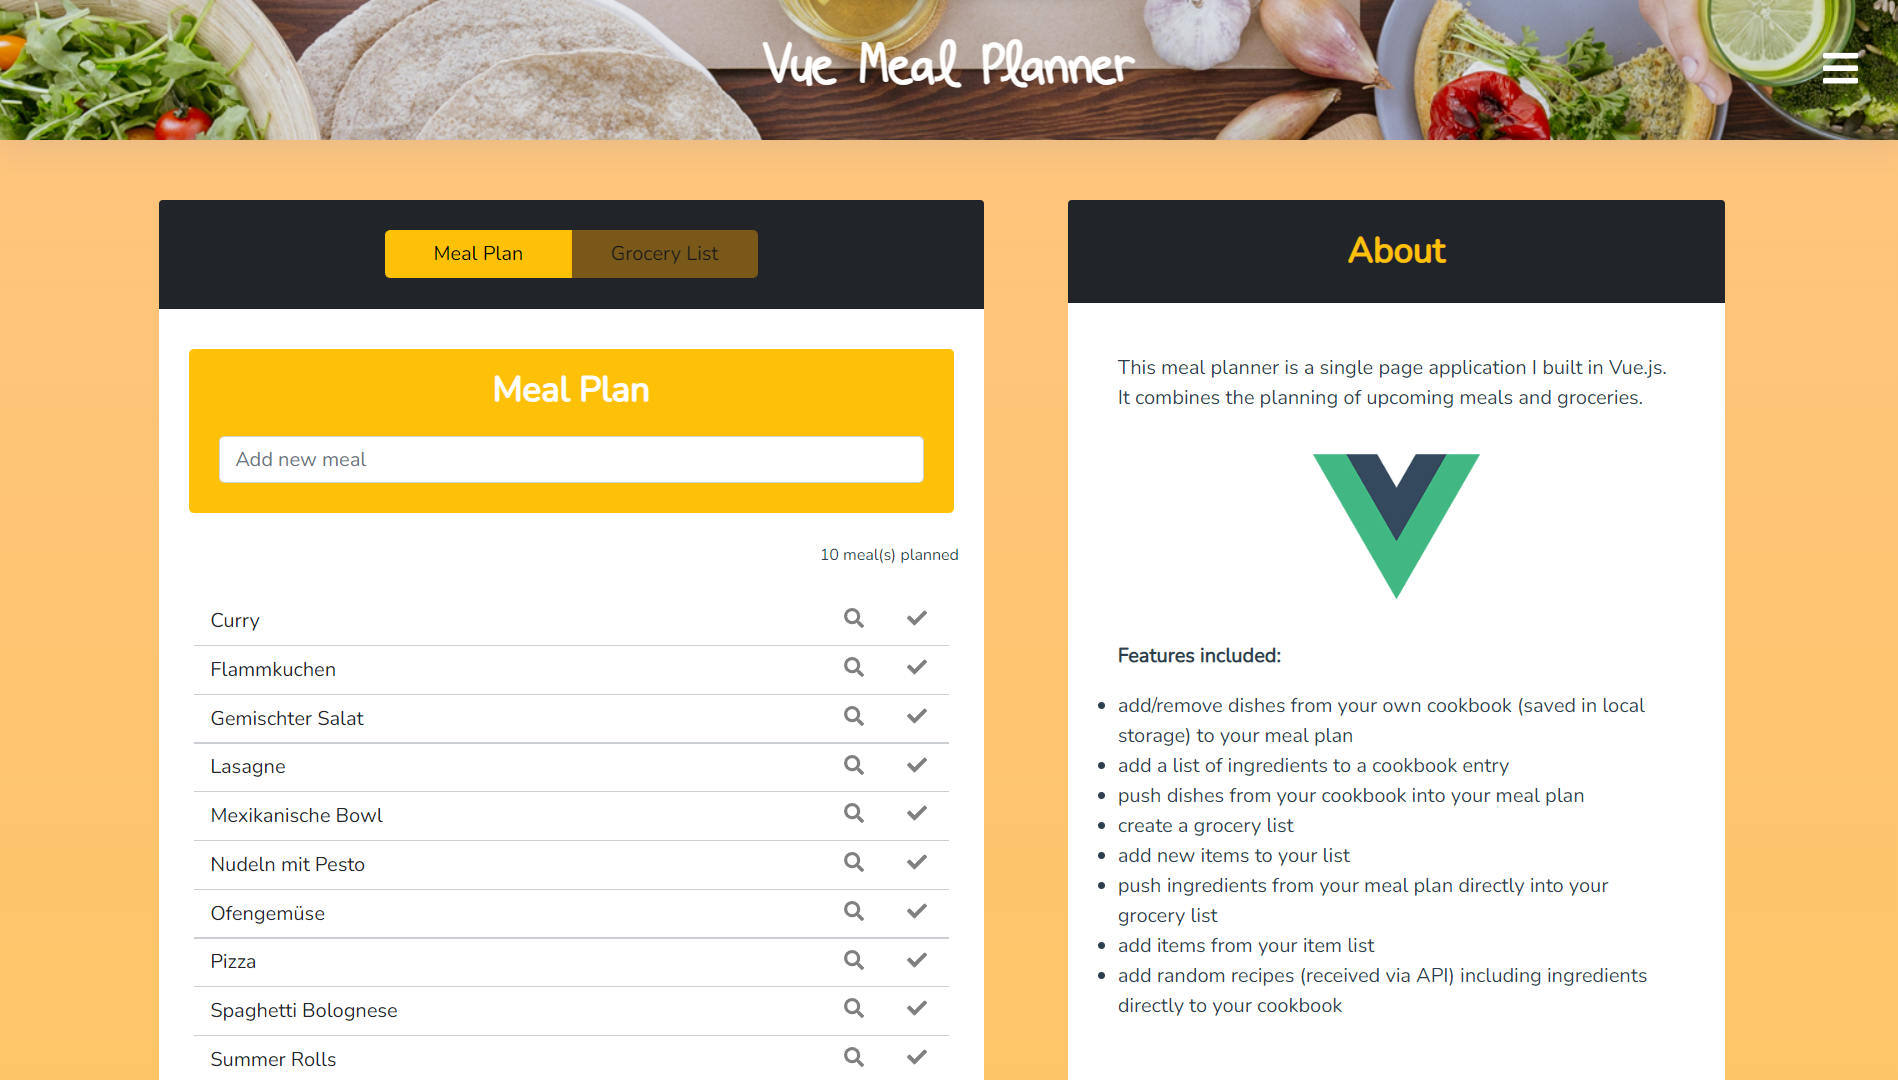 Vue Meal Planner
Meal Plan
Grocery List
Meal Plan
Add new meal
10 meal(s) planned
Curry
Flammkuchen
Gemischter Salat
Lasagne
Mexikanische Bowl
Nudeln mit Pesto
Ofengemüse
Pizza
Spaghetti Bolognese
Summer Rolls
About
This meal planner is a single page application I built in Vue.js.
It combines the planning of upcoming meals and groceries.
Features included:
add/remove dishes from your own cookbook (saved in local
storage) to your meal plan
add a list of ingredients to a cookbook entry
push dishes from your cookbook into your meal plan
create a grocery list
add new items to your list
push ingredients from your meal plan directly into your
grocery list
add items from your item list
add random recipes (received via API) including ingredients
directly to your cookbook